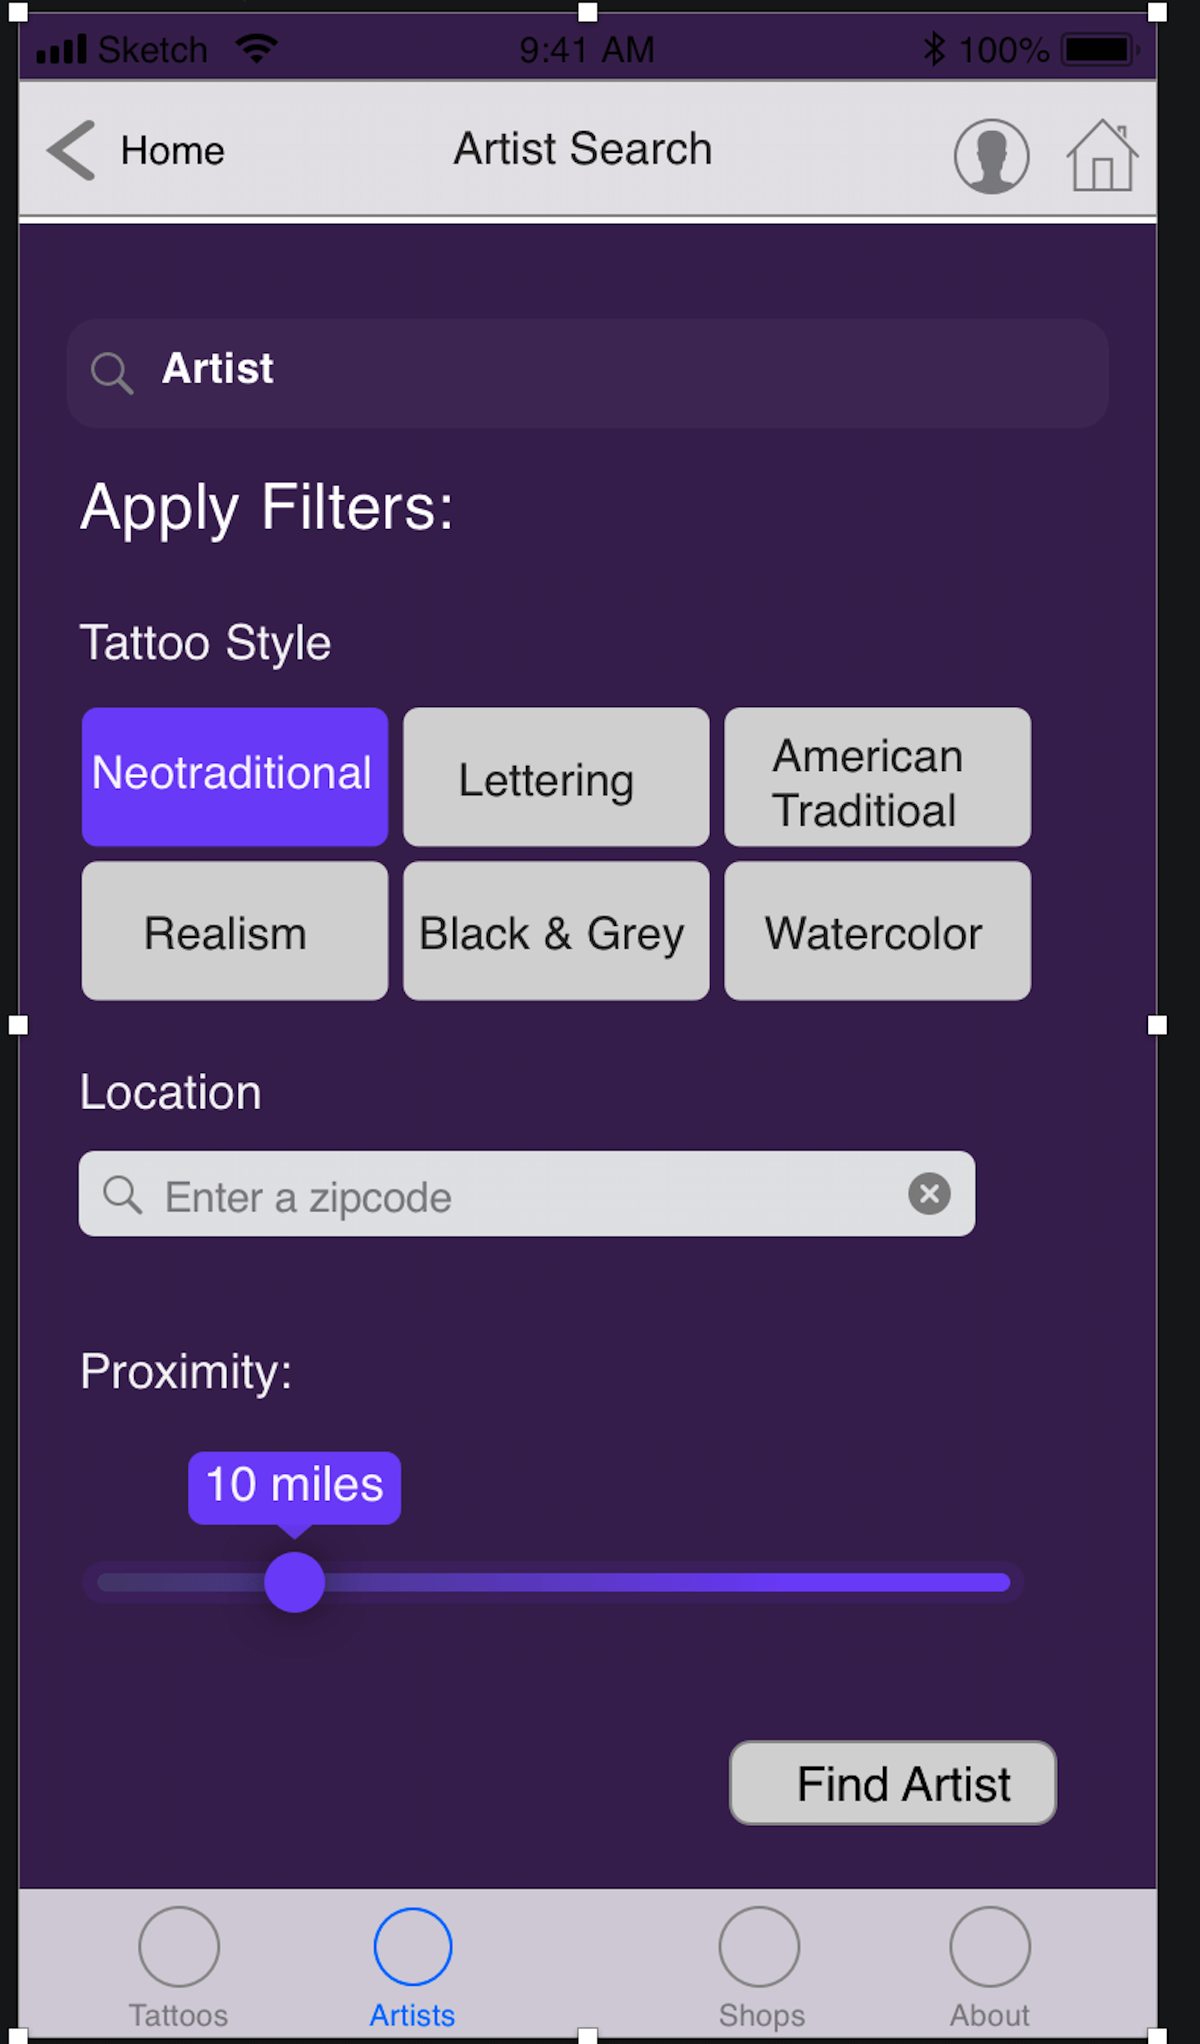 Sketch 9:41 AM 100%
Home Artist Search
Artist
Apply Filters:
Tattoo Style
Neotraditional
Lettering
American
Traditioal
Realism
Black & Grey
Watercolor
Location
Enter a zipcode
Proximity:
10 miles
Find Artist
Tattoos Artists Shops About